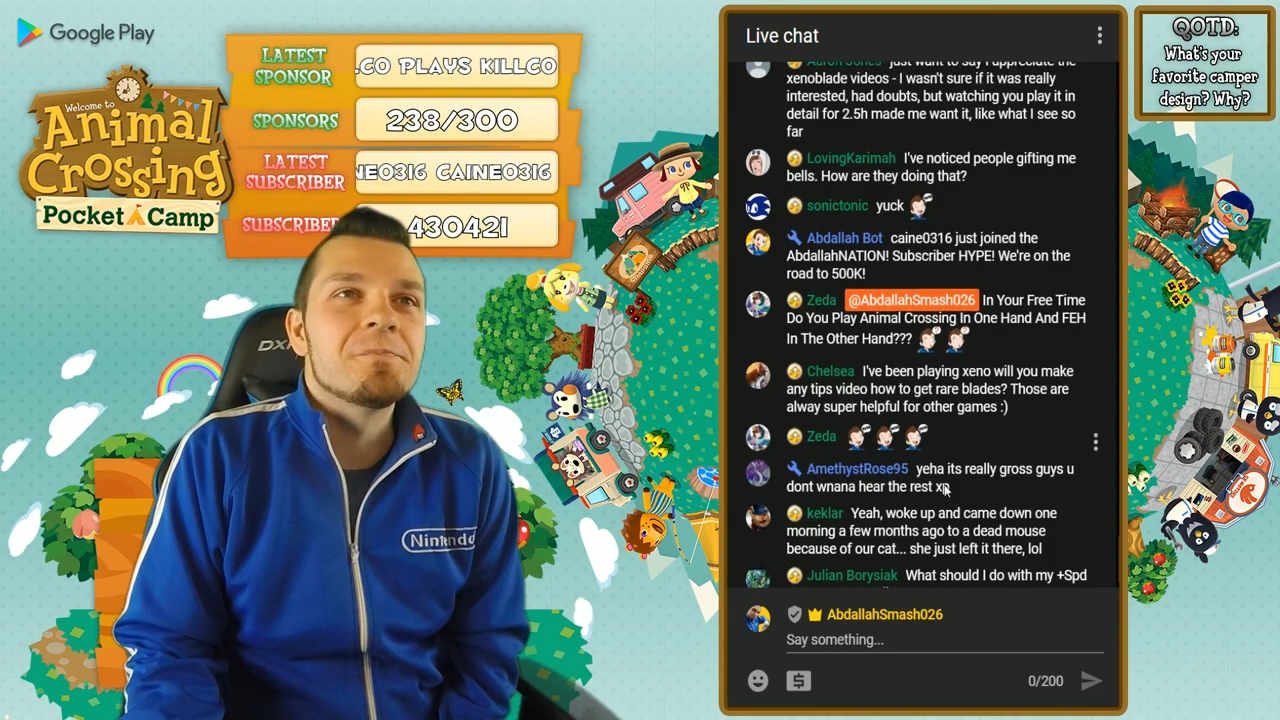 Google Play
Welcome to
Animal
Crossing
Pocket Camp
LATEST
SPONSOR
.CO PLAYS KILLCO
SPONSORS
238/300
LATEST
SUBSCRIBER
NE0316 CAINE0316
SUBSCRIBER
430421
DX
Nintendo
Live chat
Aaron Jones just want to say I appreciate the
xenoblade videos - I wasn't sure if it was really
interested, had doubts, but watching you play it in
detail for 2.5h made me want it, like what I see so
far
LovingKarimah I've noticed people gifting me
bells. How are they doing that?
sonictonic yuck
Abdallah Bot caine0316 just joined the
AbdallahNATION! Subscriber HYPE! We're on the
road to 500K!
Zeda @AbdallahSmash026 In Your Free Time
Do You Play Animal Crossing In One Hand And FEH
In The Other Hand???
Chelsea I've been playing xeno will you make
any tips video how to get rare blades? Those are
alway super helpful for other games :)
Zeda
AmethystRose95 yeha its really gross guys u
dont wnana hear the rest xp
keklar Yeah, woke up and came down one
morning a few months ago to a dead mouse
because of our cat... she just left it there, lol
Julian Borysiak What should I do with my +Spd
AbdallahSmash026
Say something...
0/200
QOTD:
What's your
favorite camper
design? Why?